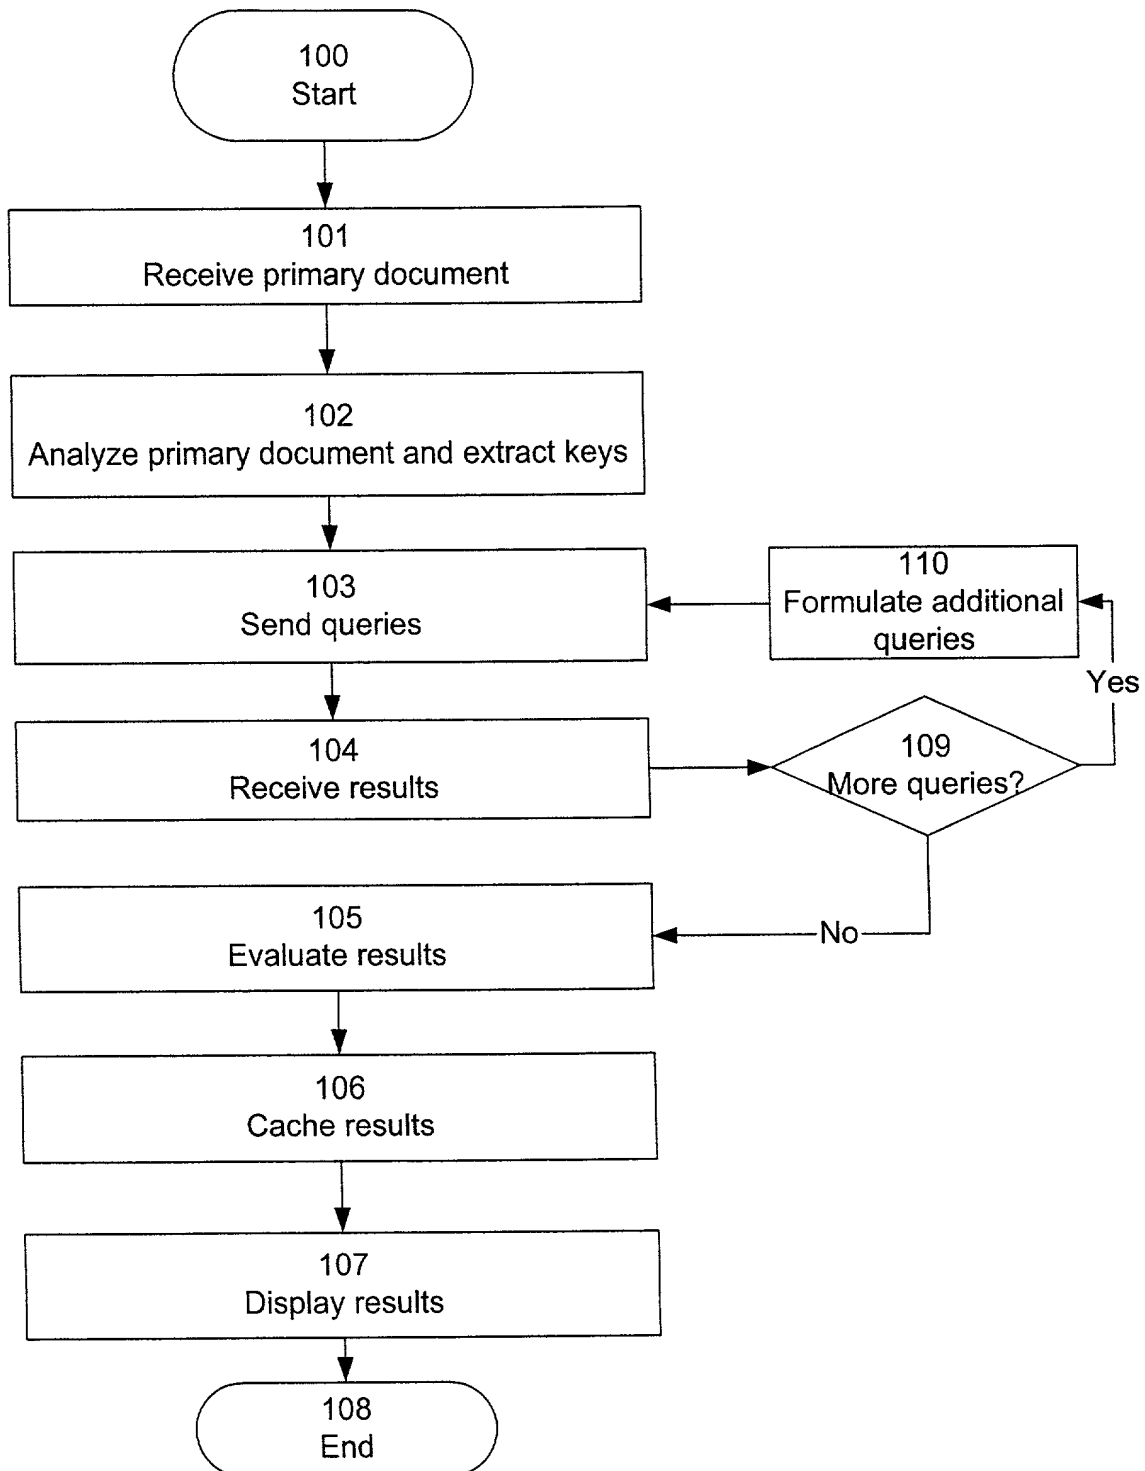 100
Start
101
Receive primary document
102
Analyze primary document and extract keys
103
Send queries
110
Formulate additional
queries
Yes
104
Receive results
109
More queries?
105
Evaluate results
No
106
Cache results
107
Display results
108
End